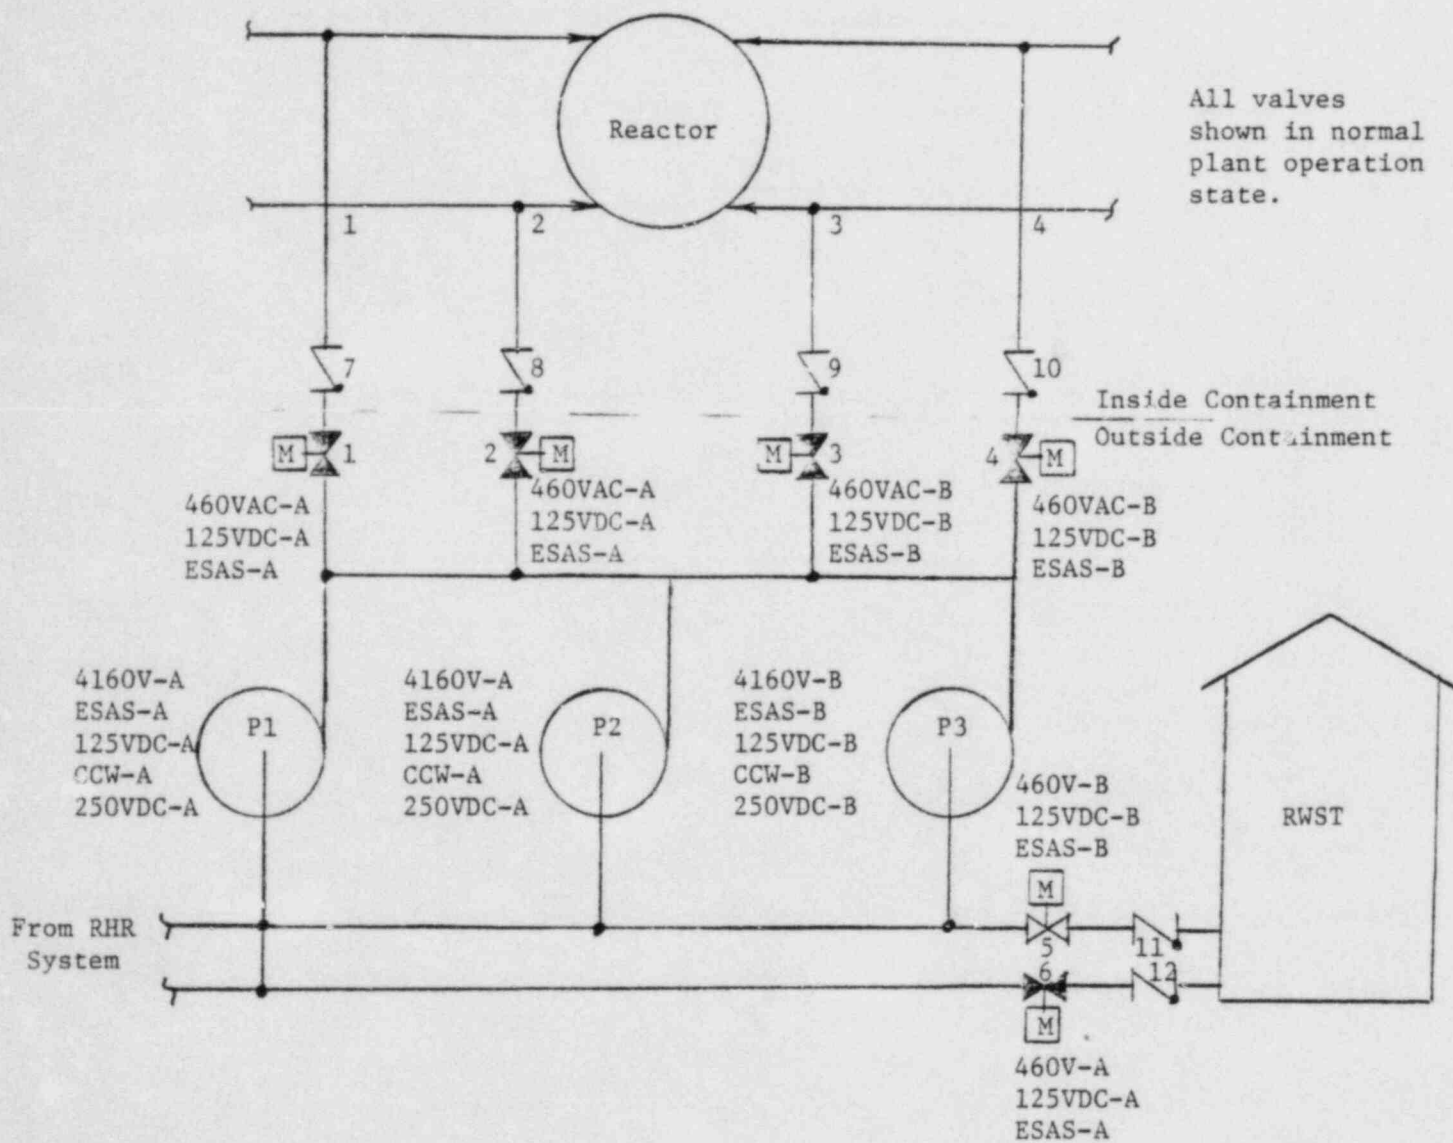 Reactor
All valves
shown in normal
plant operation
state.
1
2
3
4
7
8
9
10
Inside Containment
Outside Containment
M
1
2
M
M
3
4
M
460VAC-A
125VDC-A
ESAS-A
460VAC-A
125VDC-A
ESAS-A
460VAC-B
125VDC-B
ESAS-B
460VAC-B
125VDC-B
ESAS-B
4160V-A
ESAS-A
125VDC-A
CCW-A
250VDC-A
P1
4160V-A
ESAS-A
125VDC-A
CCW-A
250VDC-A
P2
4160V-B
ESAS-B
125VDC-B
CCW-B
250VDC-B
P3
460V-B
125VDC-B
ESAS-B
M
RWST
From RHR
System
5
11
6
12
M
460V-A
125VDC-A
ESAS-A